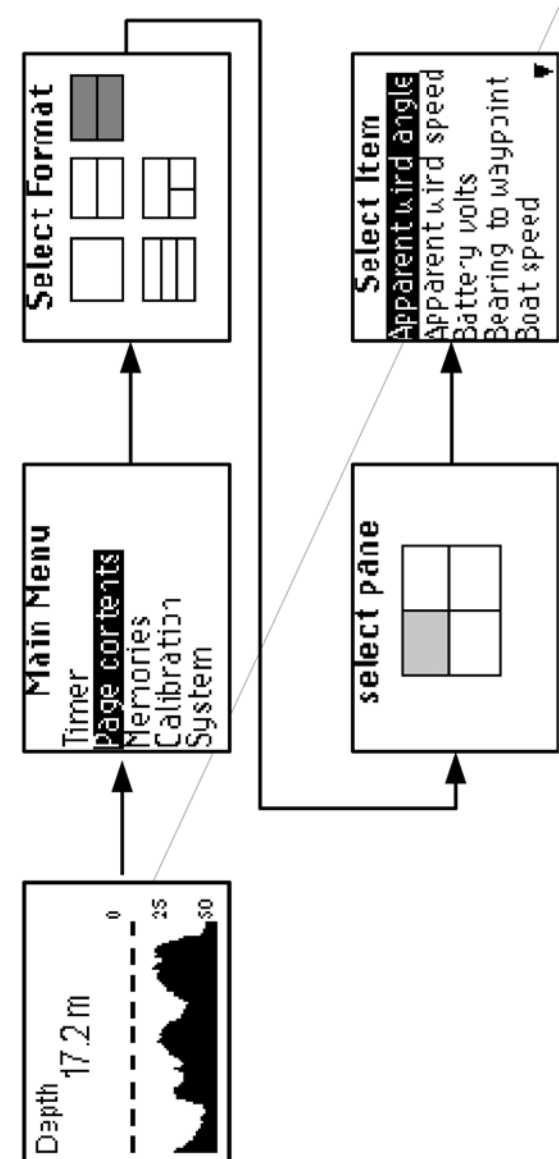 Depth
17.2 m
0
25
50
Main Menu
Timer
Page contents
Memories
Calibration
System
Select Format
select pane
Select Item
Apparent wind angle
Apparent wind speed
Battery volts
Bearing to waypoint
Boat speed